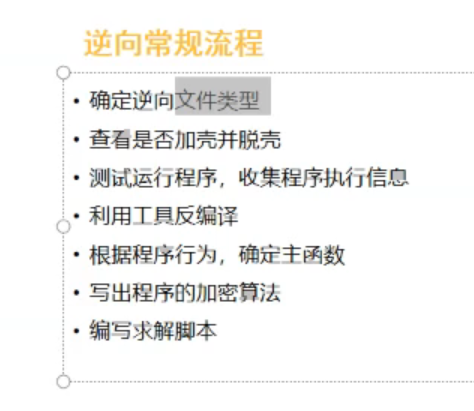 逆向常规流程
• 确定逆向文件类型
• 查看是否加壳并脱壳
• 测试运行程序，收集程序执行信息
• 利用工具反编译
• 根据程序行为，确定主函数
• 写出程序的加密算法
• 编写求解脚本